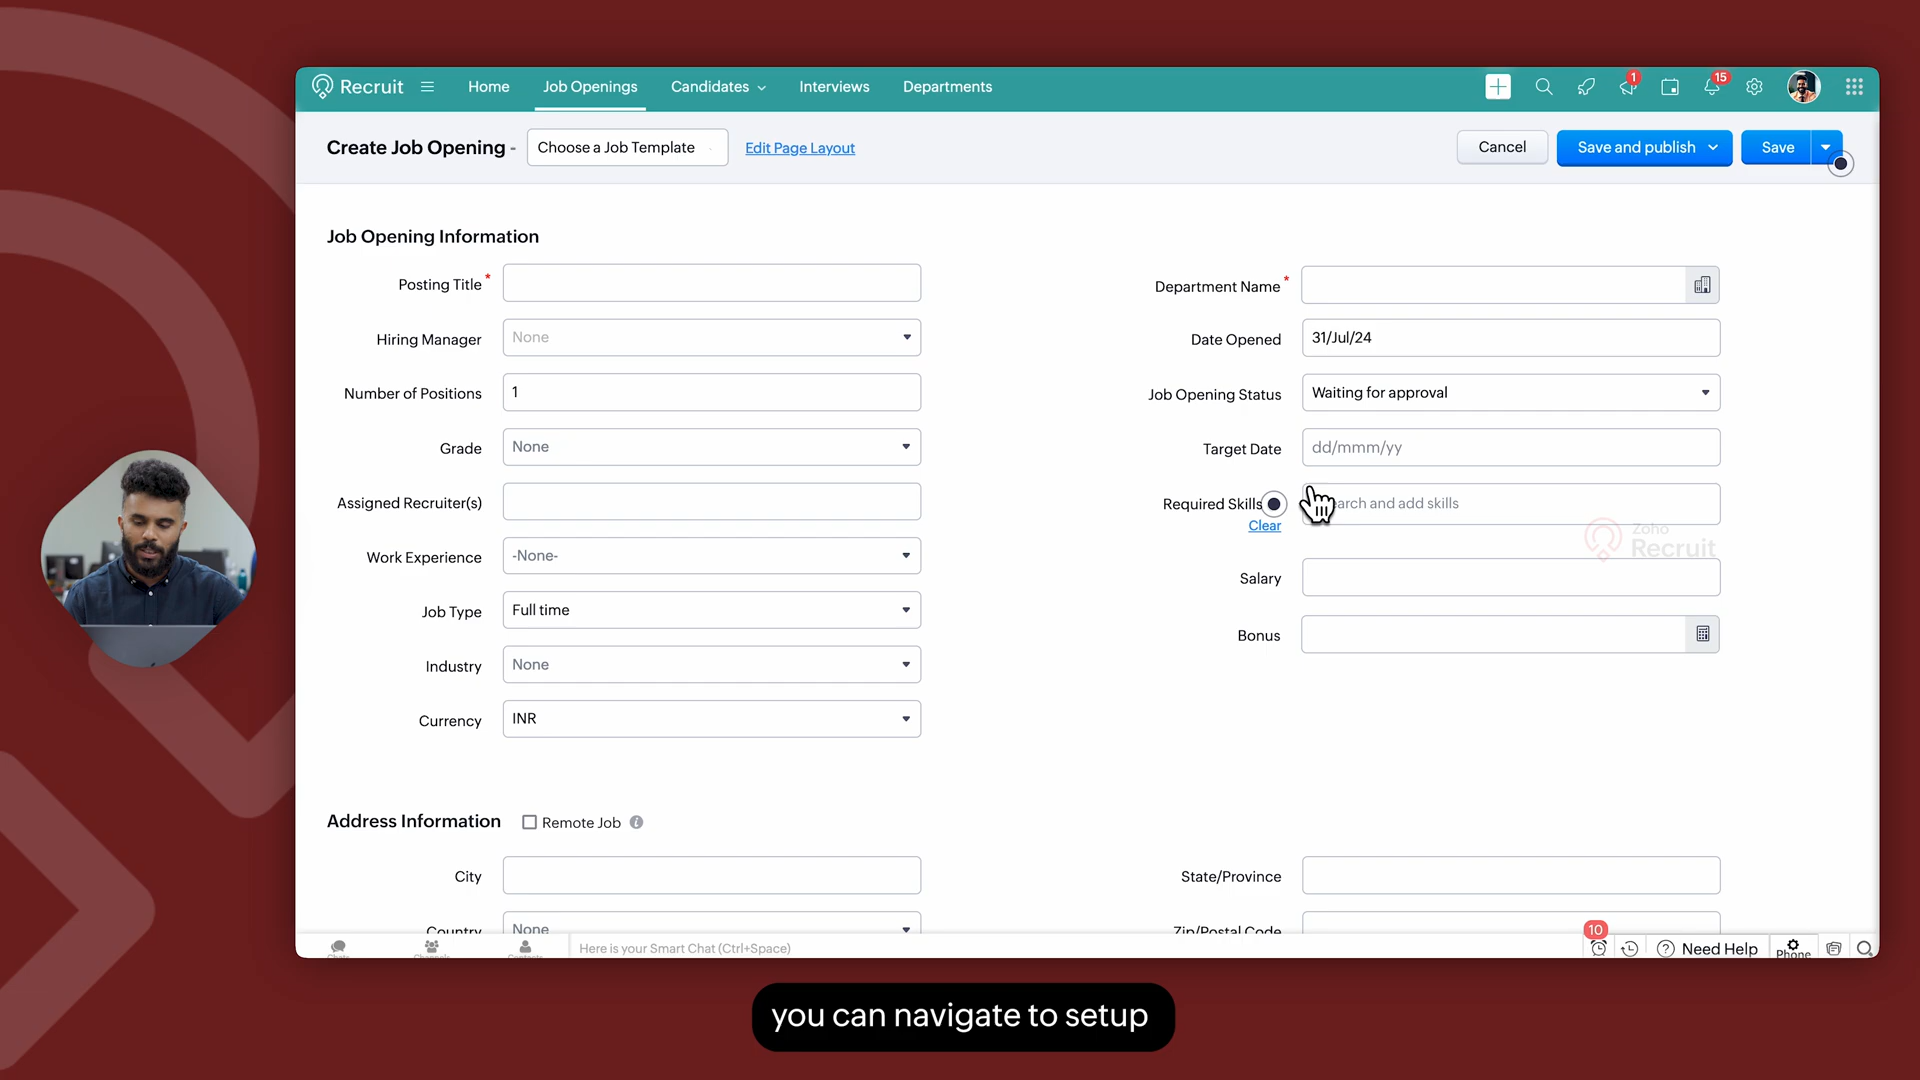 Recruit
Home
Job Openings
Candidates
Interviews
Departments
1
15
Create Job Opening -
Choose a Job Template
Edit Page Layout
Cancel
Save and publish
Save
Job Opening Information
Posting Title *
Department Name *
Hiring Manager
None
Date Opened
31/Jul/24
Number of Positions
1
Job Opening Status
Waiting for approval
Grade
None
Target Date
dd/mmm/yy
Assigned Recruiter(s)
Required Skills
and add skills
Clear
Zoho
Recruit
Work Experience
-None-
Salary
Job Type
Full time
Bonus
Industry
None
Currency
INR
Address Information
Remote Job
City
State/Province
Country
None
Zip/Postal Code
10
Chats
Channels
Contacts
Here is your Smart Chat (Ctrl+Space)
Need Help
Phone
you can navigate to setup